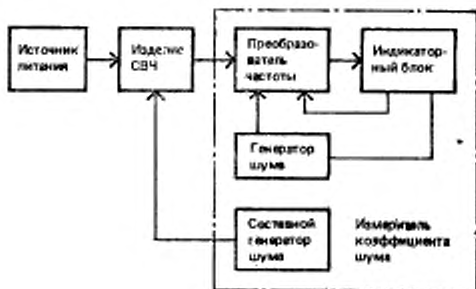 Источник
питания
Изделие
СВЧ
Преобразо-
ватель
частоты
Индикатор-
ный блок
Генератор
шума
Составной
генератор
шума
Измеритель
коэффициента
шума